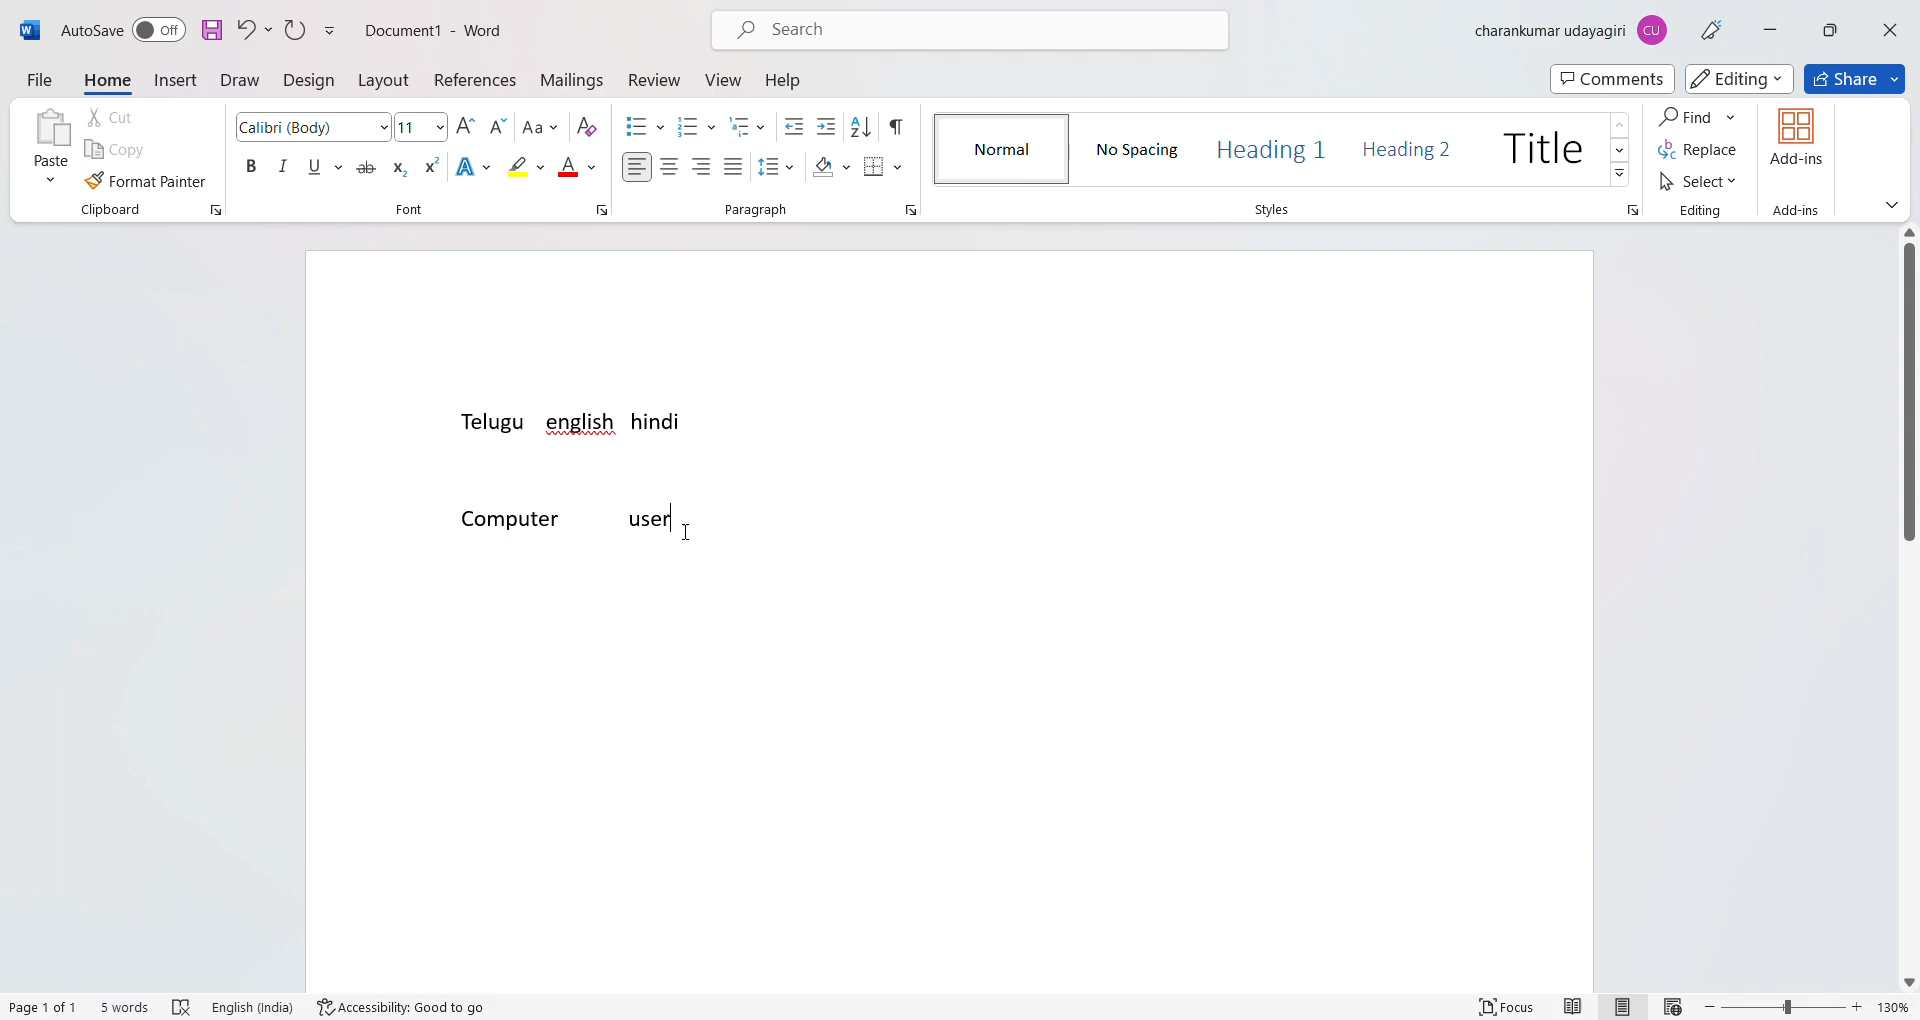 AutoSave Off Document1 - Word Search charankumar udayagiri CU
File Home Insert Draw Design Layout References Mailings Review View Help Comments Editing Share
Paste
Cut
Copy
Format Painter
Clipboard
Calibri (Body) 11
Font
Paragraph
Normal No Spacing Heading 1 Heading 2 Title
Styles
Find
Replace
Select
Editing
Add-ins
Add-ins
Telugu english hindi
Computer user
Page 1 of 1 5 words English (India) Accessibility: Good to go Focus 130%